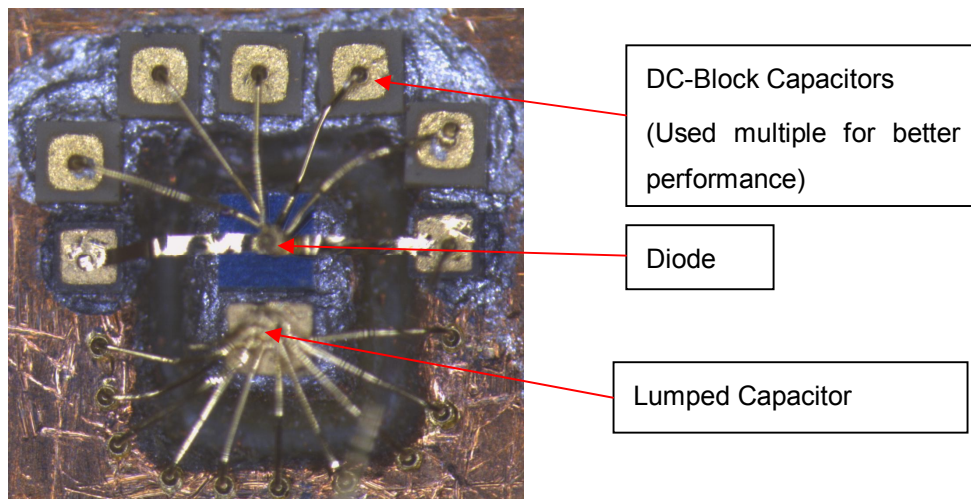 DC-Block Capacitors
(Used multiple for better
performance)
Diode
Lumped Capacitor